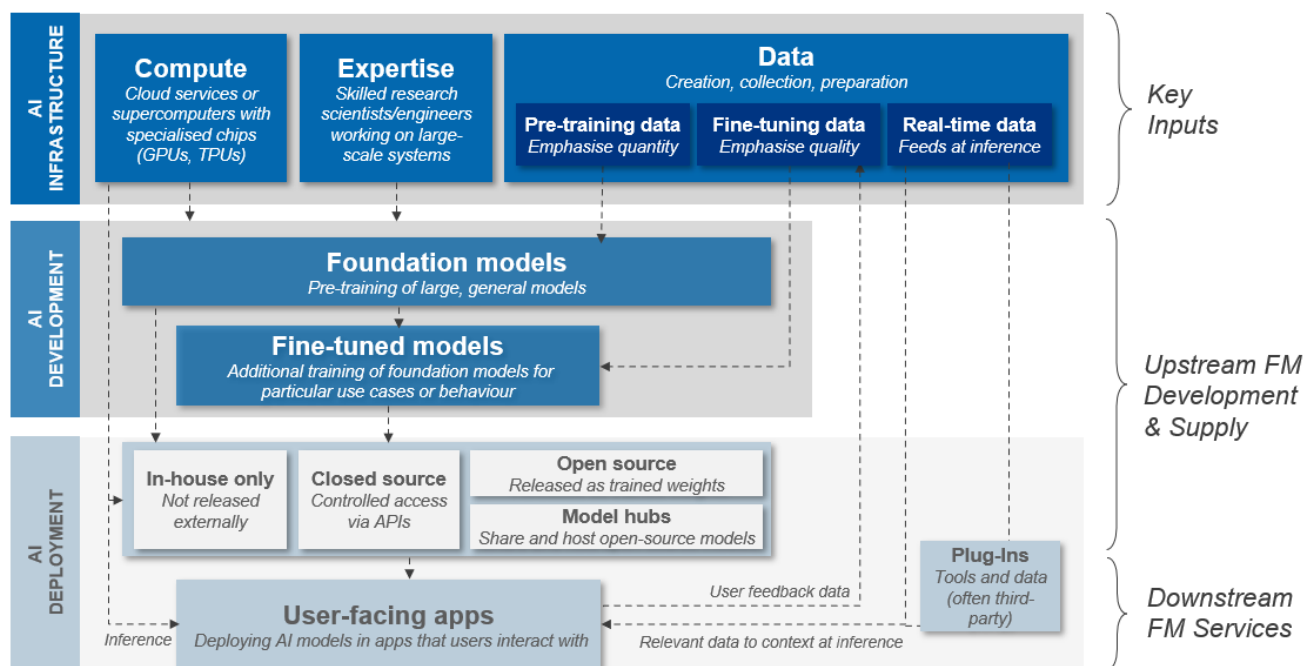 AI
INFRASTRUCTURE
Compute
Cloud services or
supercomputers with
specialised chips
(GPUs, TPUs)
Expertise
Skilled research
scientists/engineers
working on large-
scale systems
Data
Creation, collection, preparation
Pre-training data
Emphasise quantity
Fine-tuning data
Emphasise quality
Real-time data
Feeds at inference
Key
Inputs
AI
DEVELOPMENT
Foundation models
Pre-training of large, general models
Fine-tuned models
Additional training of foundation models for
particular use cases or behaviour
Upstream FM
Development
& Supply
AI
DEPLOYMENT
In-house only
Not released
externally
Closed source
Controlled access
via APIs
Open source
Released as trained weights
Model hubs
Share and host open-source models
Plug-Ins
Tools and data
(often third-
party)
User-facing apps
Deploying AI models in apps that users interact with
Inference
User feedback data
Relevant data to context at inference
Downstream
FM Services